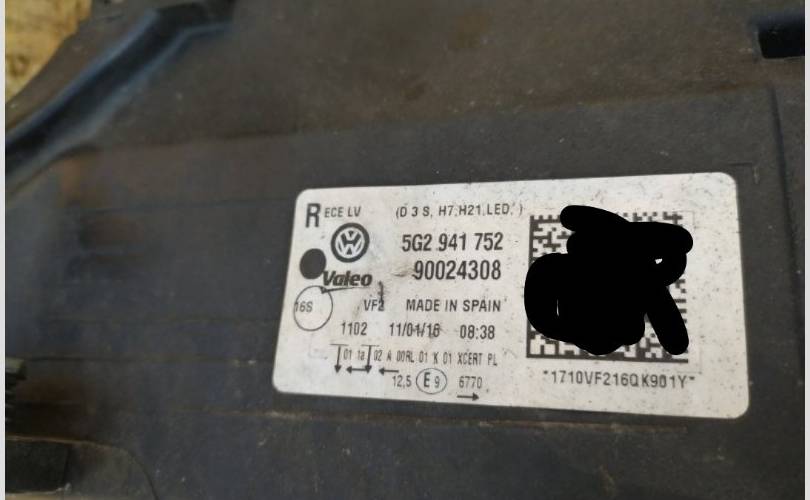 R ECE LV (D 3 S, H7,H21,LED, )
5G2 941 752
90024308
Valeo
16S VF2 MADE IN SPAIN
1102 11/01/16 08:38
01 1a 02 A 00RL 01 K 01 XCERT PL
12,5 E9 6770
*1710VF216QK901Y*